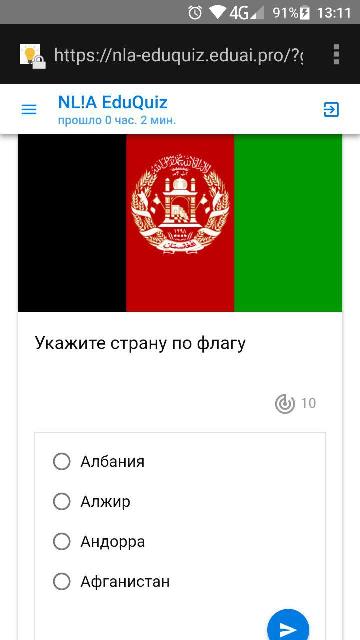 4G 91% 13:11
https://nla-eduquiz.eduai.pro/?g
NL!A EduQuiz
прошло 0 час. 2 мин.
Укажите страну по флагу
10
Албания
Алжир
Андорра
Афганистан